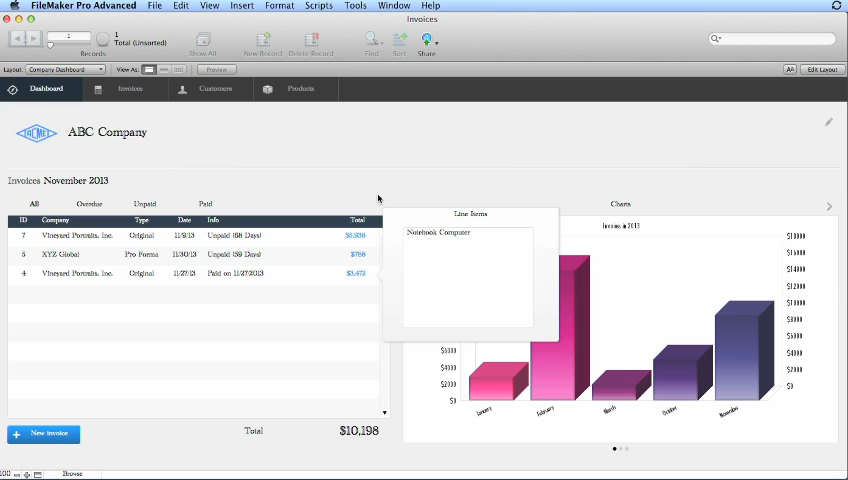 FileMaker Pro Advanced File Edit View Insert Format Scripts Tools Window Help
Invoices
1 1
Total (Unsorted)
Records Show All New Record Delete Record Find Sort Share
Layout: Company Dashboard View As: Preview Aa Edit Layout
Dashboard Invoices Customers Products
ACME ABC Company
Invoices November 2013
All Overdue Unpaid Paid
ID Company Type Date Info Total
7 Vineyard Portraits, Inc. Original 11/9/13 Unpaid (68 Days) $5,938
5 XYZ Global Pro Forma 11/30/13 Unpaid (59 Days) $788
4 Vineyard Portraits, Inc. Original 11/27/13 Paid on 11/27/2013 $3,472
New Invoice
Total $10,198
Line Items
Notebook Computer
Charts
Invoices in 2013
$18000
$16000
$14000
$12000
$10000
$8000
$6000
$4000
$2000
$0
$6000
$4000
$2000
$0
January February March October November
100 Browse